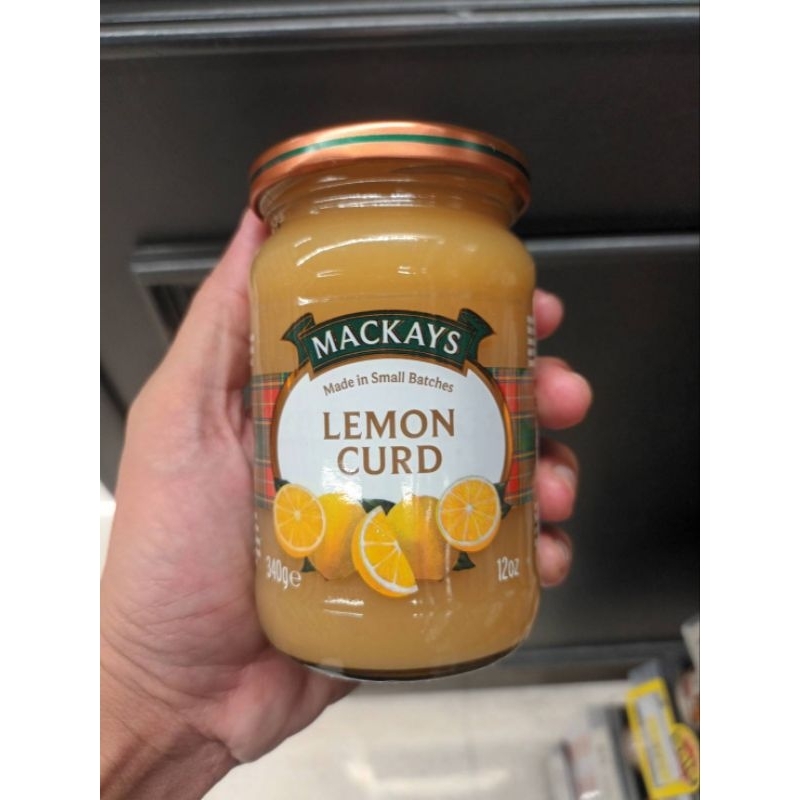 MACKAYS
Made in Small Batches
LEMON
CURD
340g℮
12oz